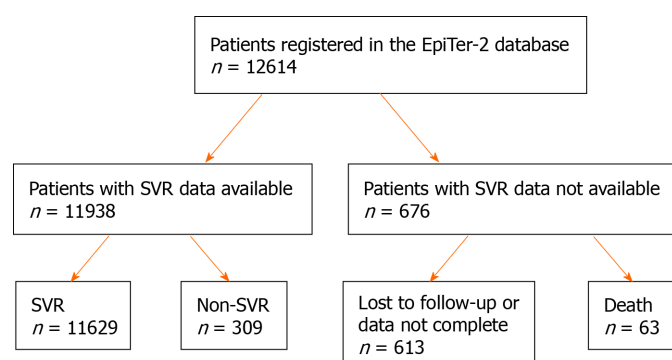 Patients registered in the EpiTer-2 database
n = 12614
Patients with SVR data available
n = 11938
Patients with SVR data not available
n = 676
SVR
n = 11629
Non-SVR
n = 309
Lost to follow-up or
data not complete
n = 613
Death
n = 63